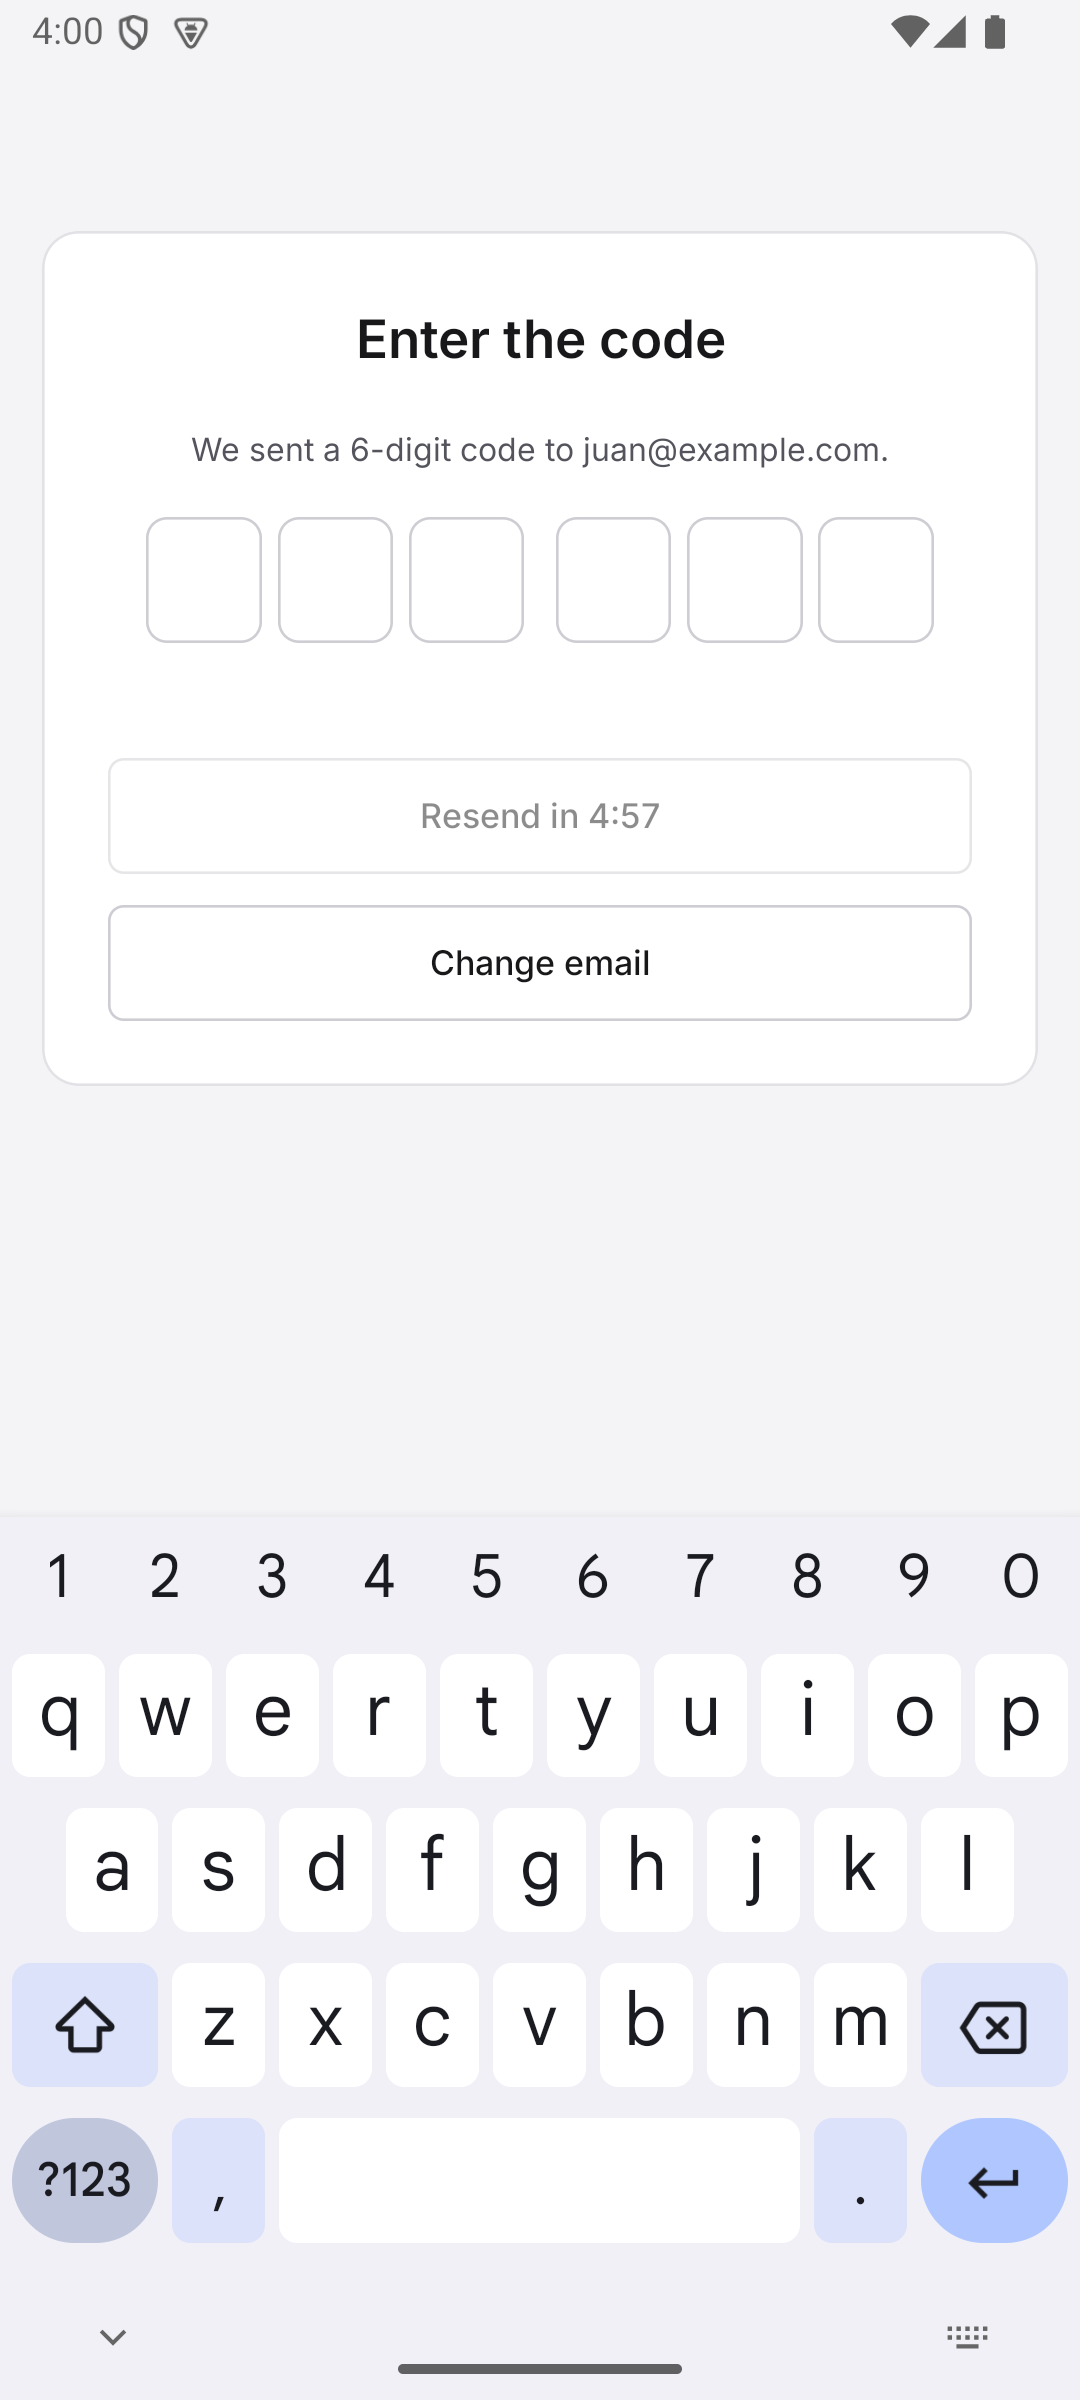 4:00
Enter the code
We sent a 6-digit code to juan@example.com.
Resend in 4:57
Change email
1 2 3 4 5 6 7 8 9 0
q w e r t y u i o p
a s d f g h j k l
z x c v b n m
?123 , .